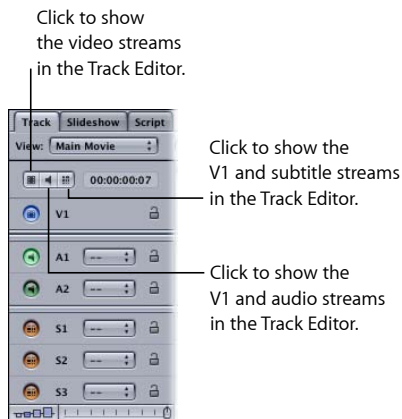 Click to show
the video streams
in the Track Editor.
Track Slideshow Script
View: Main Movie
00:00:00:07
V1
A1 --
A2 --
S1 --
S2 --
S3 --
Click to show the
V1 and subtitle streams
in the Track Editor.
Click to show the
V1 and audio streams
in the Track Editor.